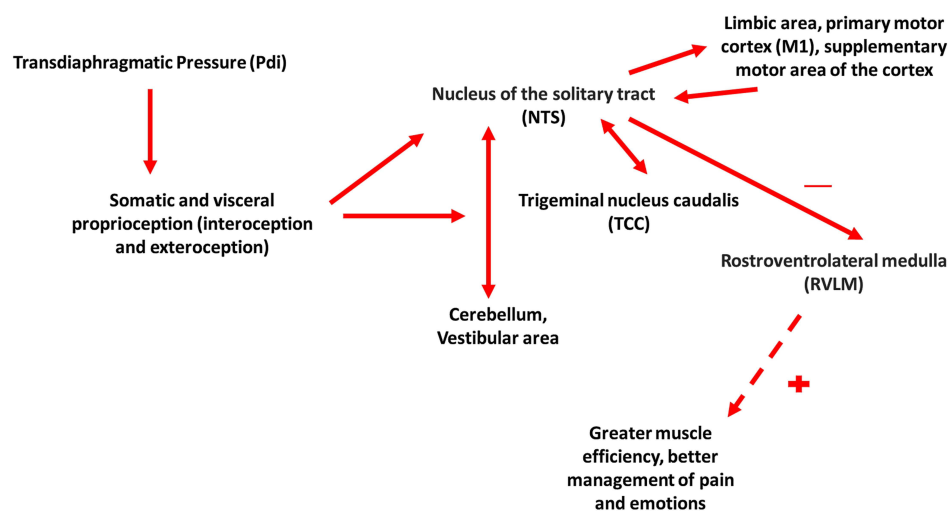 Transdiaphragmatic Pressure (Pdi)
Limbic area, primary motor
cortex (M1), supplementary
motor area of the cortex
Nucleus of the solitary tract
(NTS)
Somatic and visceral
proprioception (interoception
and exteroception)
Trigeminal nucleus caudalis
(TCC)
Rostroventrolateral medulla
(RVLM)
Cerebellum,
Vestibular area
Greater muscle
efficiency, better
management of pain
and emotions